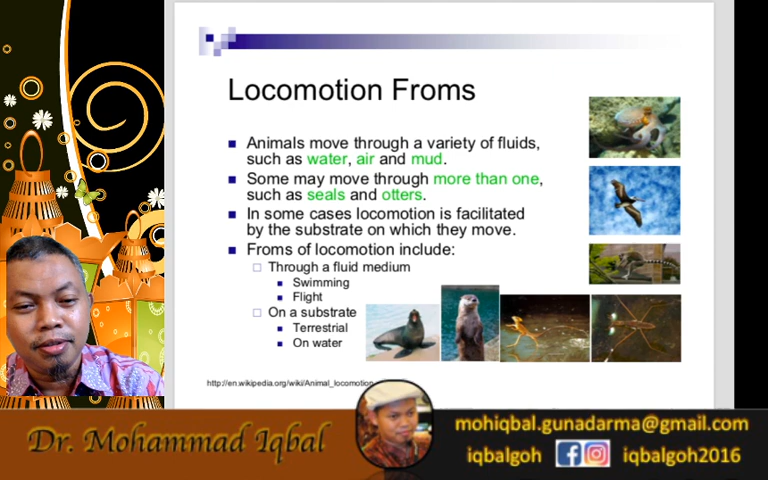 Locomotion Froms
Animals move through a variety of fluids,
such as water, air and mud.
Some may move through more than one,
such as seals and otters.
In some cases locomotion is facilitated
by the substrate on which they move.
Froms of locomotion include:
Through a fluid medium
Swimming
Flight
On a substrate
Terrestrial
On water
http://en.wikipedia.org/wiki/Animal_locomotion
Dr. Mohammad Iqbal
mohiqbal.gunadarma@gmail.com
iqbalgoh
iqbalgoh2016